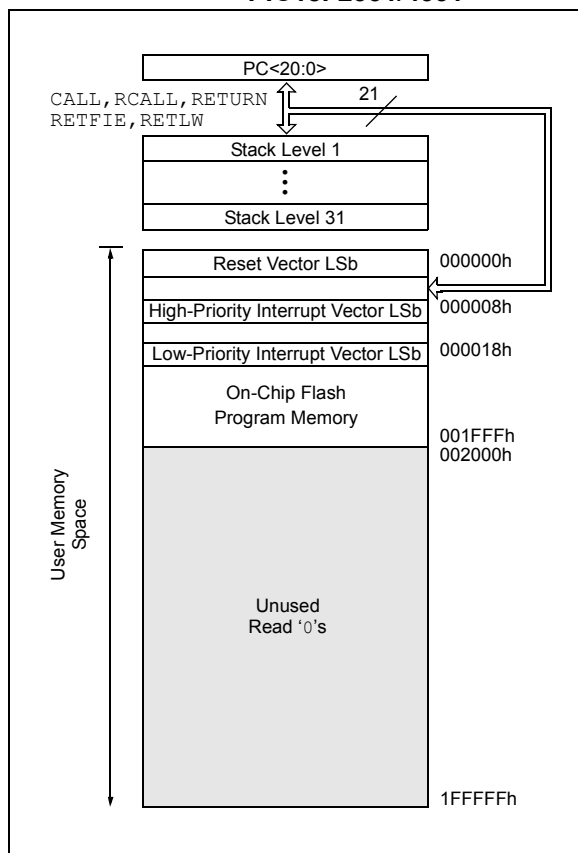 PC<20:0>
CALL,RCALL,RETURN
RETFIE,RETLW
21
Stack Level 1
Stack Level 31
Reset Vector LSb
000000h
High-Priority Interrupt Vector LSb
000008h
Low-Priority Interrupt Vector LSb
000018h
On-Chip Flash
Program Memory
001FFFh
002000h
User Memory
Space
Unused
Read ‘0’s
1FFFFFh